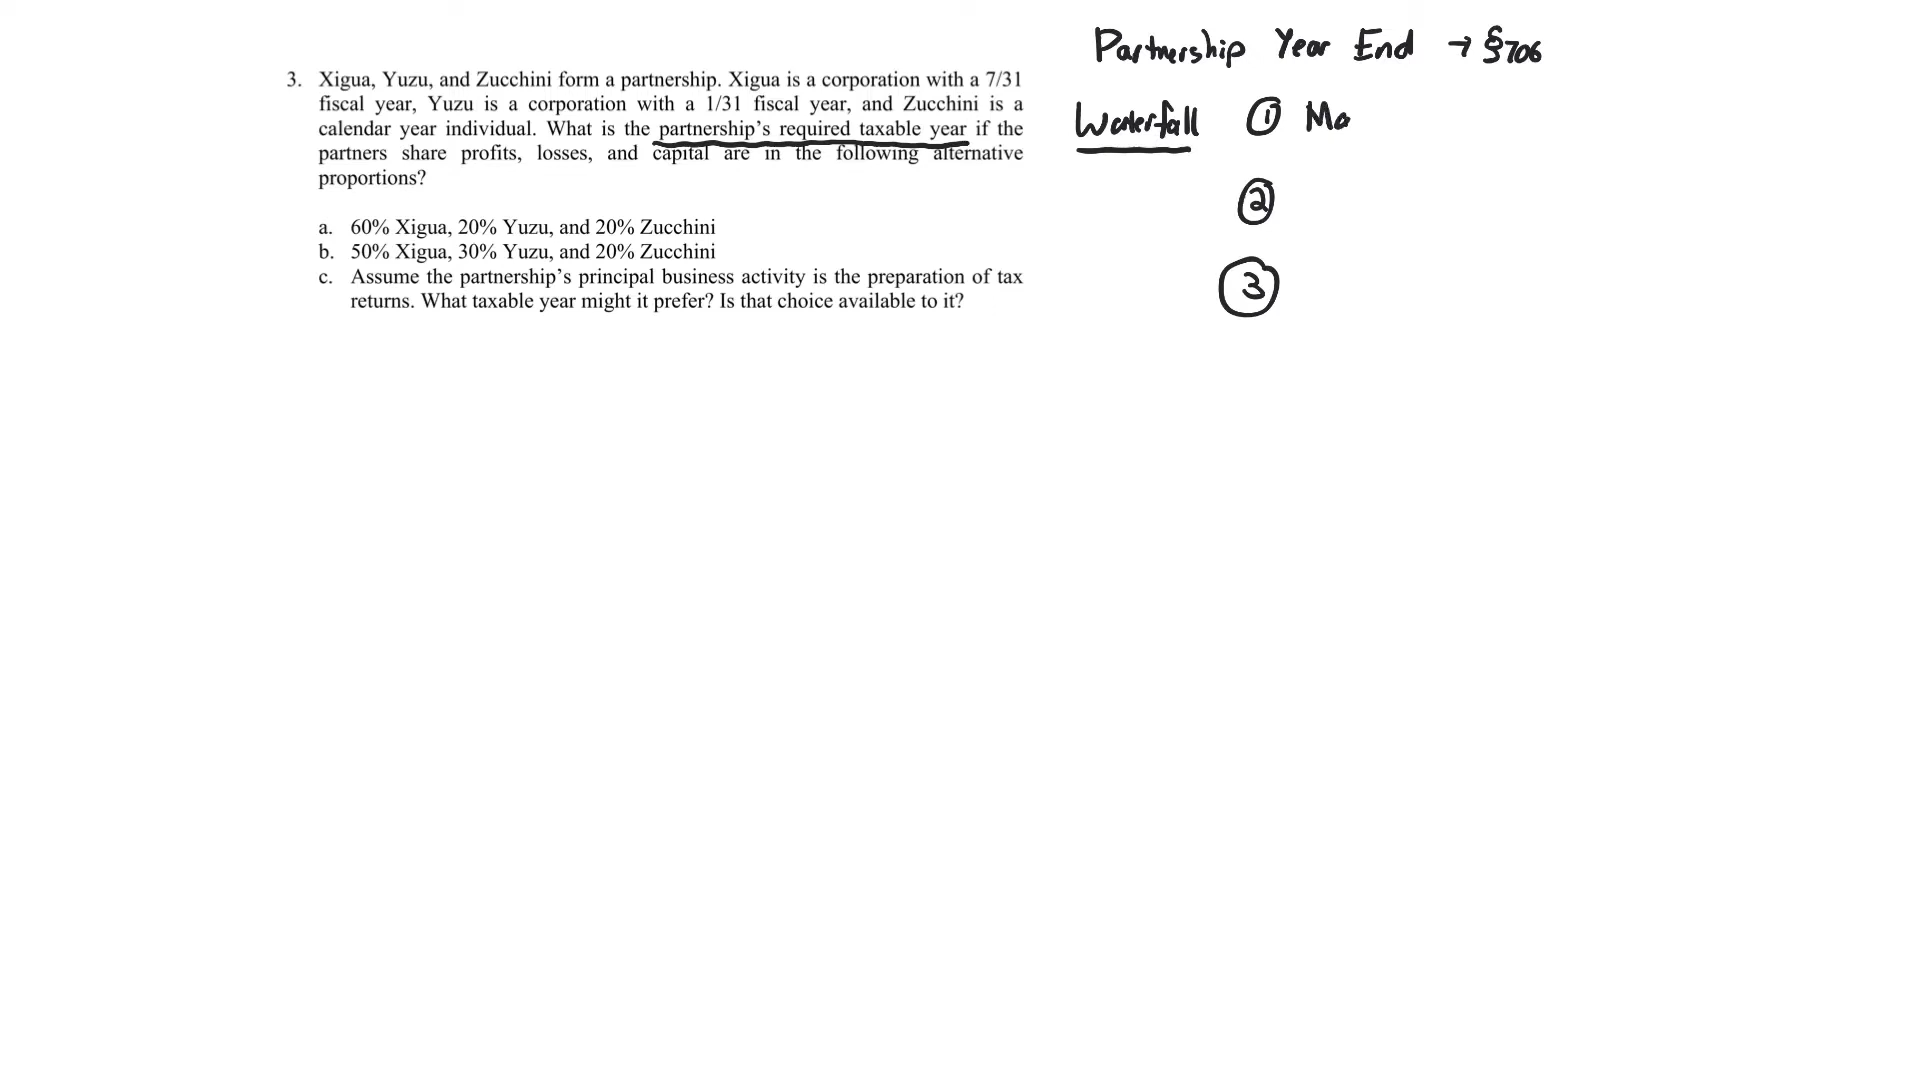 Partnership Year End → §706
3. Xigua, Yuzu, and Zucchini form a partnership. Xigua is a corporation with a 7/31
fiscal year, Yuzu is a corporation with a 1/31 fiscal year, and Zucchini is a
calendar year individual. What is the partnership's required taxable year if the
partners share profits, losses, and capital are in the following alternative
proportions?
a. 60% Xigua, 20% Yuzu, and 20% Zucchini
b. 50% Xigua, 30% Yuzu, and 20% Zucchini
c. Assume the partnership's principal business activity is the preparation of tax
returns. What taxable year might it prefer? Is that choice available to it?
Waterfall ① Ma
②
③